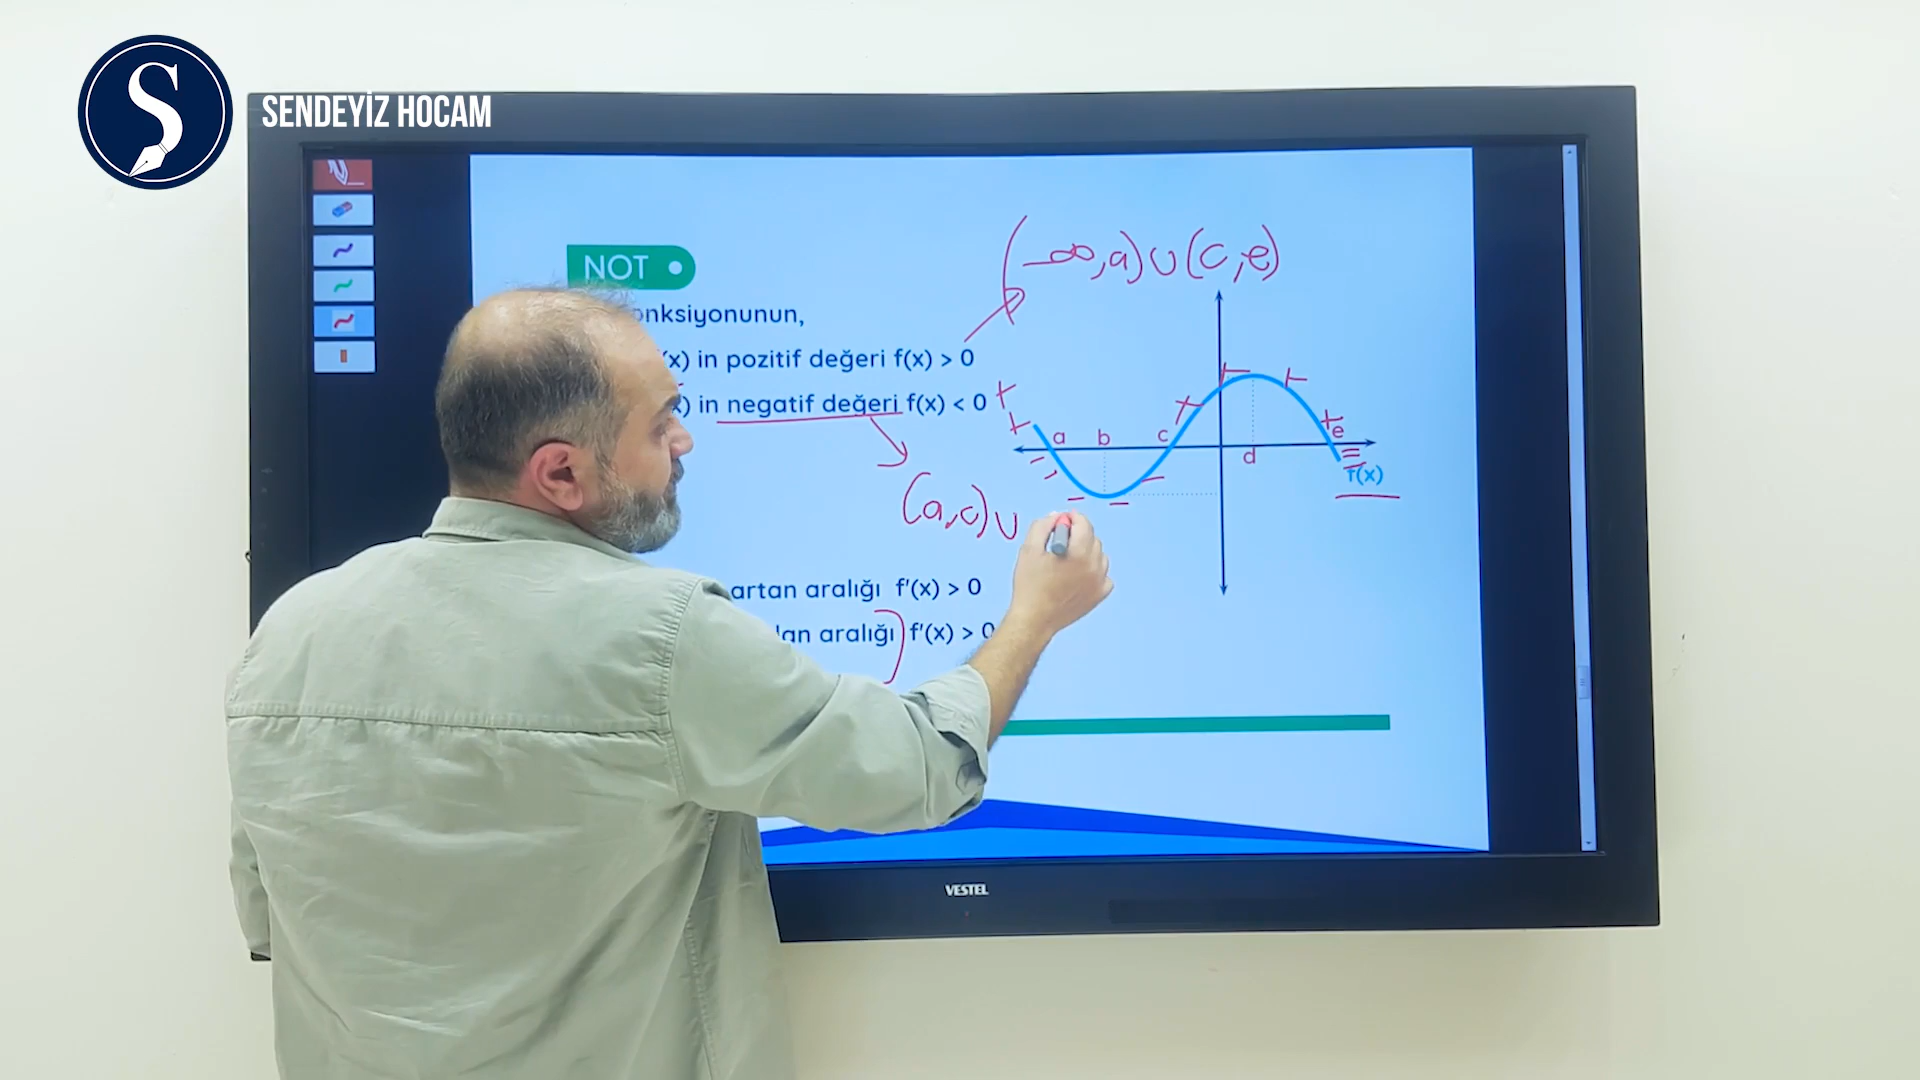 SENDEYİZ HOCAM
NOT
(-∞,a)∪(c,e)
onksiyonunun,
(x) in pozitif değeri f(x) > 0
x) in negatif değeri f(x) < 0
a b c d e
f(x)
(a,c)∪
artan aralığı f'(x) > 0
lan aralığı f'(x) > 0
VESTEL